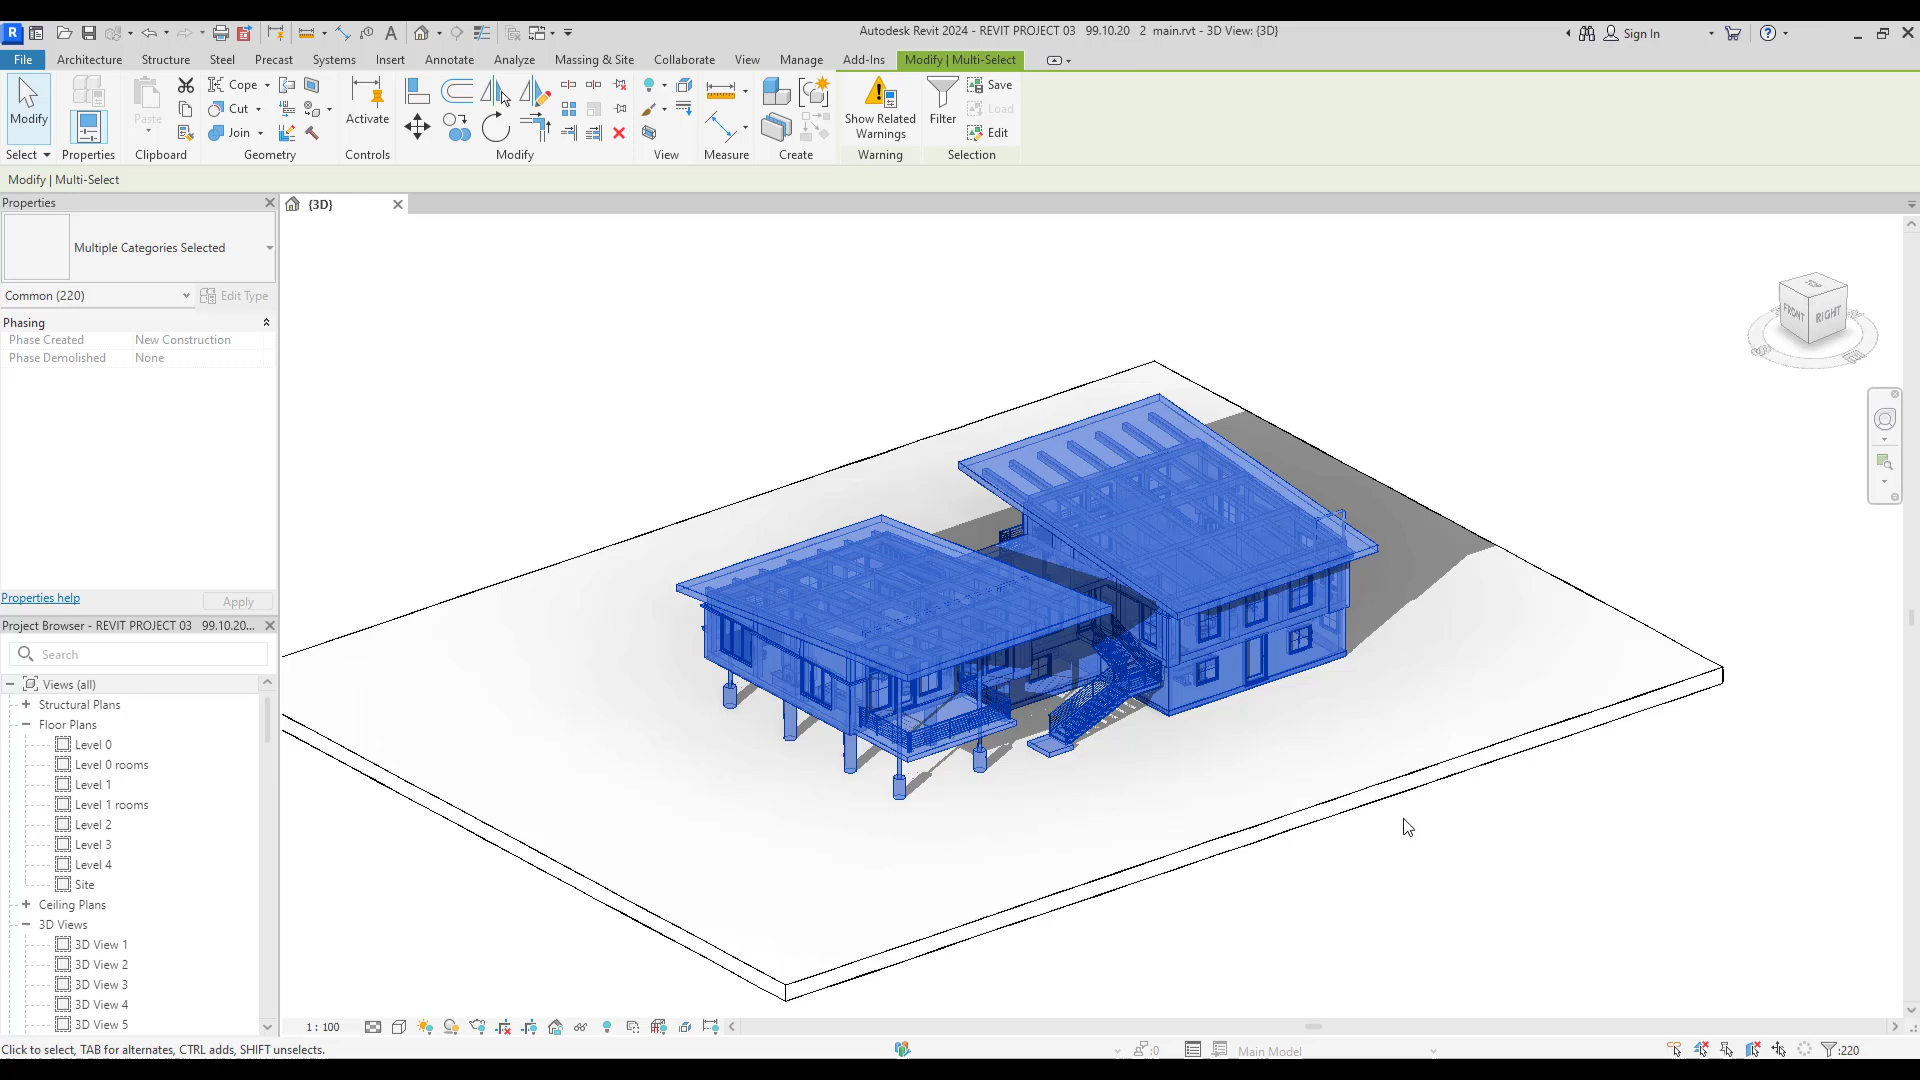 Autodesk Revit 2024 - REVIT PROJECT 03 99.10.20 2 main.rvt - 3D View: {3D}
Sign In
File Architecture Structure Steel Precast Systems Insert Annotate Analyze Massing & Site Collaborate View Manage Add-Ins Modify | Multi-Select
Modify
Paste
Cope
Cut
Join
Activate
Show Related
Warnings
Filter
Save
Load
Edit
Select Properties Clipboard Geometry Controls Modify View Measure Create Warning Selection
Modify | Multi-Select
Properties
{3D}
Multiple Categories Selected
Common (220)
Edit Type
Phasing
Phase Created New Construction
Phase Demolished None
TOP
FRONT
RIGHT
Properties help
Apply
Project Browser - REVIT PROJECT 03 99.10.20...
Search
Views (all)
Structural Plans
Floor Plans
Level 0
Level 0 rooms
Level 1
Level 1 rooms
Level 2
Level 3
Level 4
Site
Ceiling Plans
3D Views
3D View 1
3D View 2
3D View 3
3D View 4
3D View 5
1 : 100
Click to select, TAB for alternates, CTRL adds, SHIFT unselects.
:0
Main Model
:220